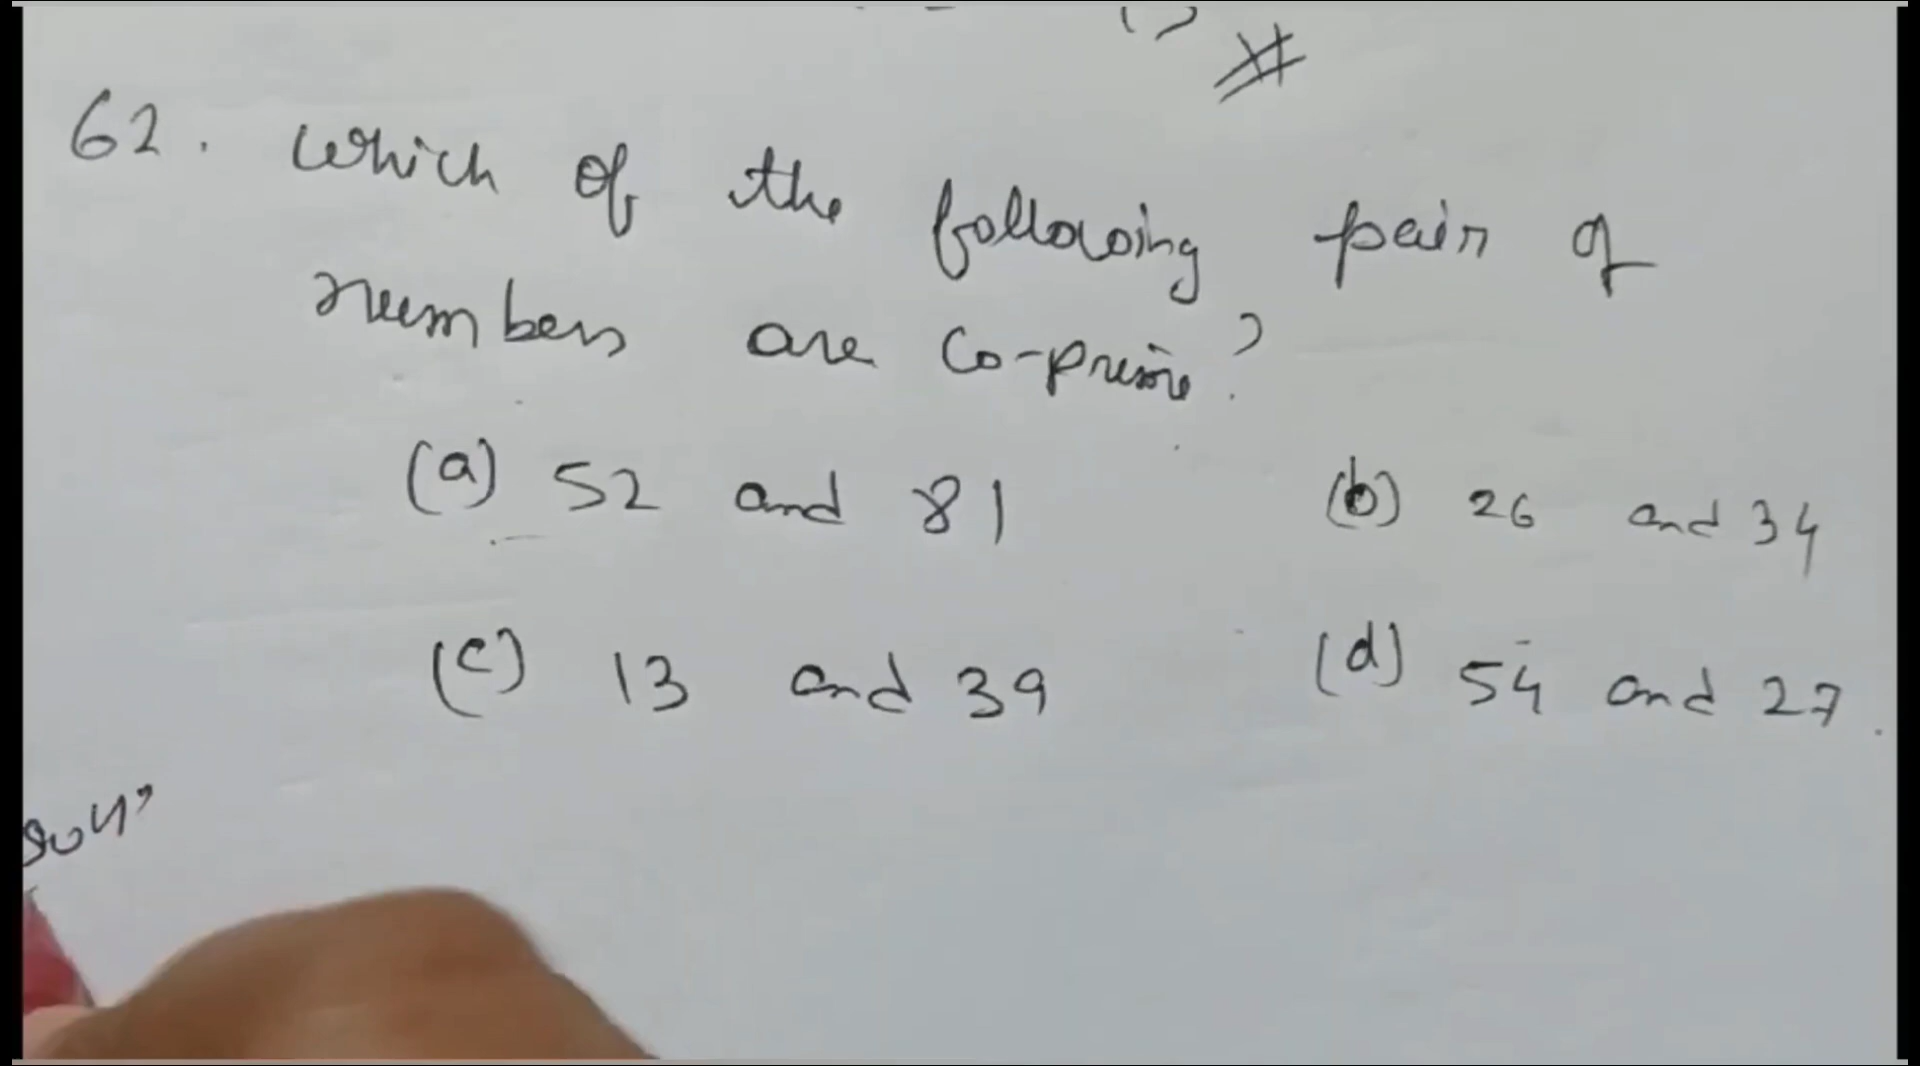 62. Which of the following pair of
numbers are Co-prime?
(a) 52 and 81 (b) 26 and 34
(c) 13 and 39 (d) 54 and 27.
Sol⁷